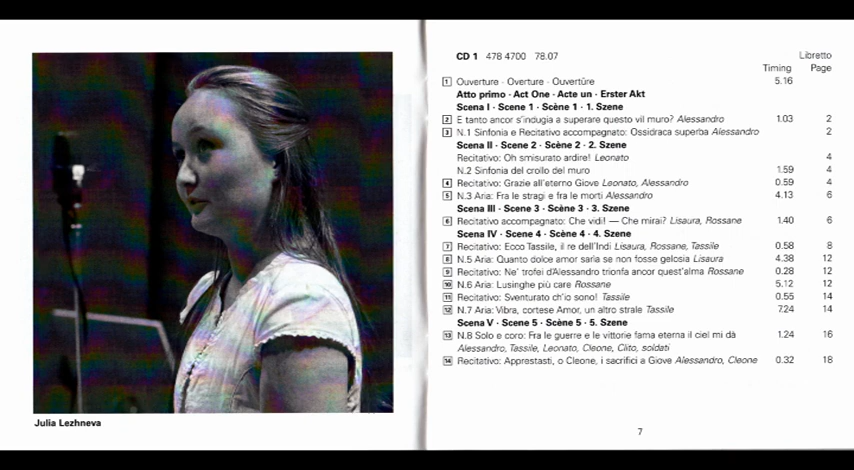 Julia Lezhneva
CD 1 478 4700 78.07
Libretto
Timing Page
1 Ouverture · Overture · Ouvertüre 5.16
Atto primo · Act One · Acte un · Erster Akt
Scena I · Scene 1 · Scène 1 · 1. Szene
2 E tanto ancor s'indugia a superare questo vil muro? Alessandro 1.03 2
3 N.1 Sinfonia e Recitativo accompagnato: Ossidraca superba Alessandro 2
Scena II · Scene 2 · Scène 2 · 2. Szene
Recitativo: Oh smisurato ardire! Leonato 4
N.2 Sinfonia del crollo del muro 1.59 4
4 Recitativo: Grazie all'eterno Giove Leonato, Alessandro 0.59 4
5 N.3 Aria: Fra le stragi e fra le morti Alessandro 4.13 6
Scena III · Scene 3 · Scène 3 · 3. Szene
6 Recitativo accompagnato: Che vidi! — Che mirai? Lisaura, Rossane 1.40 6
Scena IV · Scene 4 · Scène 4 · 4. Szene
7 Recitativo: Ecco Tassile, il re dell'Indi Lisaura, Rossane, Tassile 0.58 8
8 N.5 Aria: Quanto dolce amor saria se non fosse gelosia Lisaura 4.38 12
9 Recitativo: Ne' trofei d'Alessandro trionfa ancor quest'alma Rossane 0.28 12
10 N.6 Aria: Lusinghe più care Rossane 5.12 12
11 Recitativo: Sventurato ch'io sono! Tassile 0.55 14
12 N.7 Aria: Vibra, cortese Amor, un altro strale Tassile 7.24 14
Scena V · Scene 5 · Scène 5 · 5. Szene
13 N.8 Solo e coro: Fra le guerre e le vittorie fama eterna il ciel mi dà 1.24 16
Alessandro, Tassile, Leonato, Cleone, Clito, soldati
14 Recitativo: Apprestasti, o Cleone, i sacrifici a Giove Alessandro, Cleone 0.32 18
7